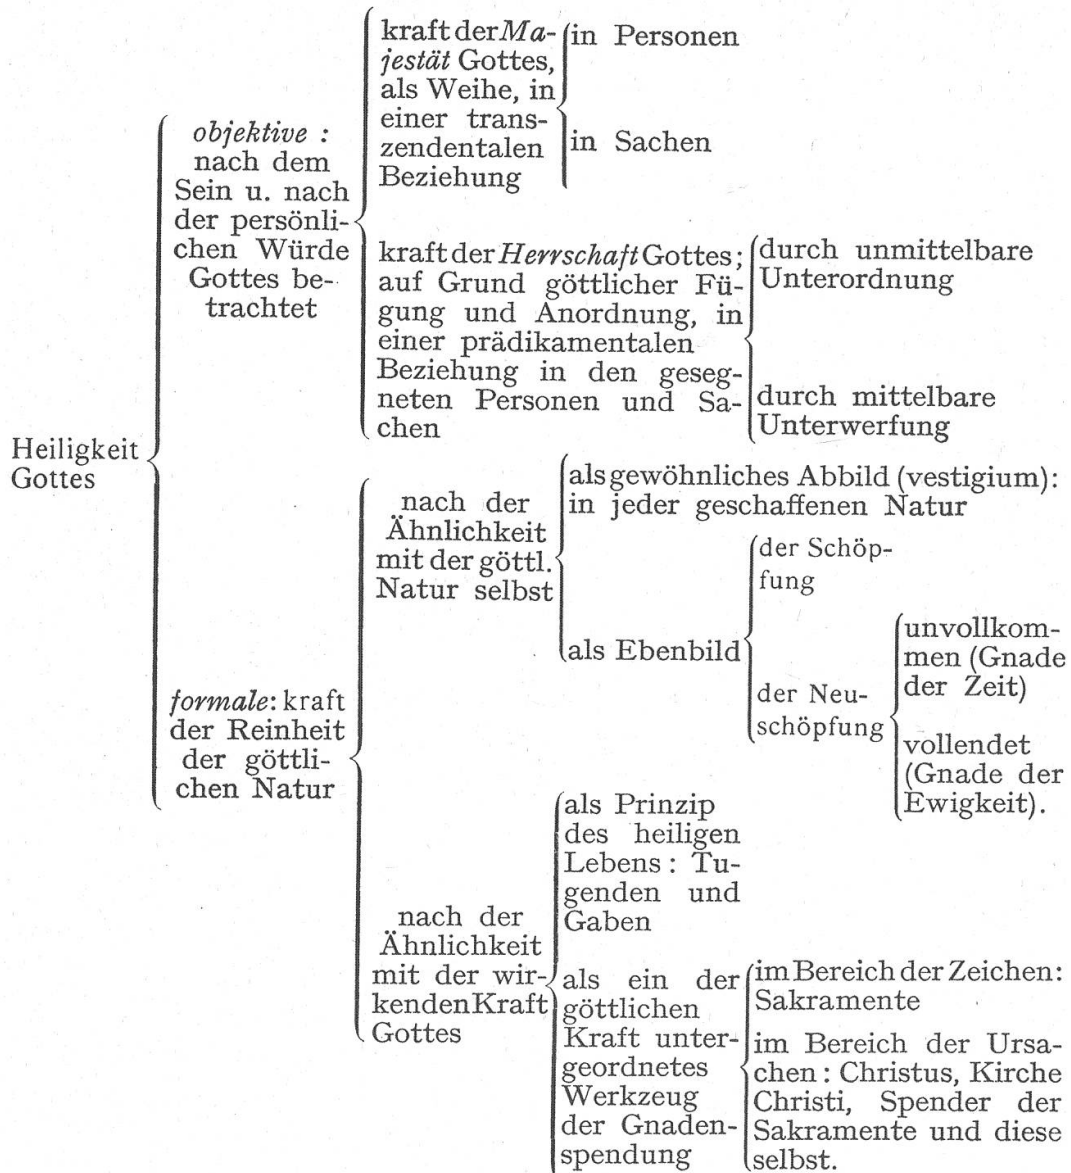 Heiligkeit
Gottes
objektive :
nach dem
Sein u. nach
der persönli-
chen Würde
Gottes be-
trachtet
kraft der Ma-
jestät Gottes,
als Weihe, in
einer trans-
zendentalen
Beziehung
in Personen
in Sachen
kraft der Herrschaft Gottes;
auf Grund göttlicher Fü-
gung und Anordnung, in
einer prädikamentalen
Beziehung in den geseg-
neten Personen und Sa-
chen
durch unmittelbare
Unterordnung
durch mittelbare
Unterwerfung
formale: kraft
der Reinheit
der göttli-
chen Natur
nach der
Ähnlichkeit
mit der göttl.
Natur selbst
als gewöhnliches Abbild (vestigium):
in jeder geschaffenen Natur
als Ebenbild
der Schöp-
fung
der Neu-
schöpfung
unvollkom-
men (Gnade
der Zeit)
vollendet
(Gnade der
Ewigkeit).
nach der
Ähnlichkeit
mit der wir-
kenden Kraft
Gottes
als Prinzip
des heiligen
Lebens : Tu-
genden und
Gaben
als ein der
göttlichen
Kraft unter-
geordnetes
Werkzeug
der Gnaden-
spendung
im Bereich der Zeichen:
Sakramente
im Bereich der Ursa-
chen : Christus, Kirche
Christi, Spender der
Sakramente und diese
selbst.